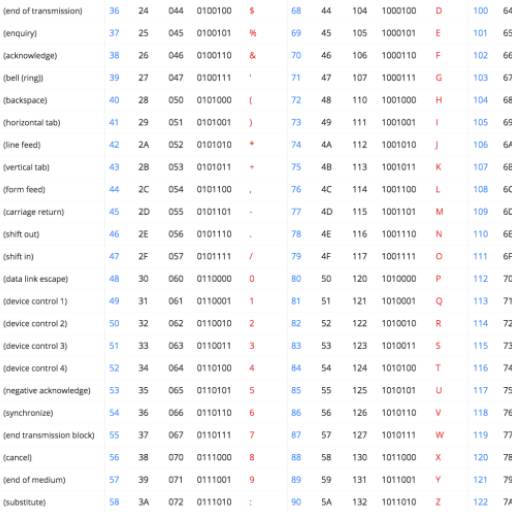 (end of transmission) 36 24 044 0100100 $ 68 44 104 1000100 D 100 64
(enquiry) 37 25 045 0100101 % 69 45 105 1000101 E 101 65
(acknowledge) 38 26 046 0100110 & 70 46 106 1000110 F 102 66
(bell (ring)) 39 27 047 0100111 ' 71 47 107 1000111 G 103 67
(backspace) 40 28 050 0101000 ( 72 48 110 1001000 H 104 68
(horizontal tab) 41 29 051 0101001 ) 73 49 111 1001001 I 105 69
(line feed) 42 2A 052 0101010 * 74 4A 112 1001010 J 106 6A
(vertical tab) 43 2B 053 0101011 + 75 4B 113 1001011 K 107 6B
(form feed) 44 2C 054 0101100 , 76 4C 114 1001100 L 108 6C
(carriage return) 45 2D 055 0101101 - 77 4D 115 1001101 M 109 6D
(shift out) 46 2E 056 0101110 . 78 4E 116 1001110 N 110 6E
(shift in) 47 2F 057 0101111 / 79 4F 117 1001111 O 111 6F
(data link escape) 48 30 060 0110000 0 80 50 120 1010000 P 112 70
(device control 1) 49 31 061 0110001 1 81 51 121 1010001 Q 113 71
(device control 2) 50 32 062 0110010 2 82 52 122 1010010 R 114 72
(device control 3) 51 33 063 0110011 3 83 53 123 1010011 S 115 73
(device control 4) 52 34 064 0110100 4 84 54 124 1010100 T 116 74
(negative acknowledge) 53 35 065 0110101 5 85 55 125 1010101 U 117 75
(synchronize) 54 36 066 0110110 6 86 56 126 1010110 V 118 76
(end transmission block) 55 37 067 0110111 7 87 57 127 1010111 W 119 77
(cancel) 56 38 070 0111000 8 88 58 130 1011000 X 120 78
(end of medium) 57 39 071 0111001 9 89 59 131 1011001 Y 121 79
(substitute) 58 3A 072 0111010 : 90 5A 132 1011010 Z 122 7A